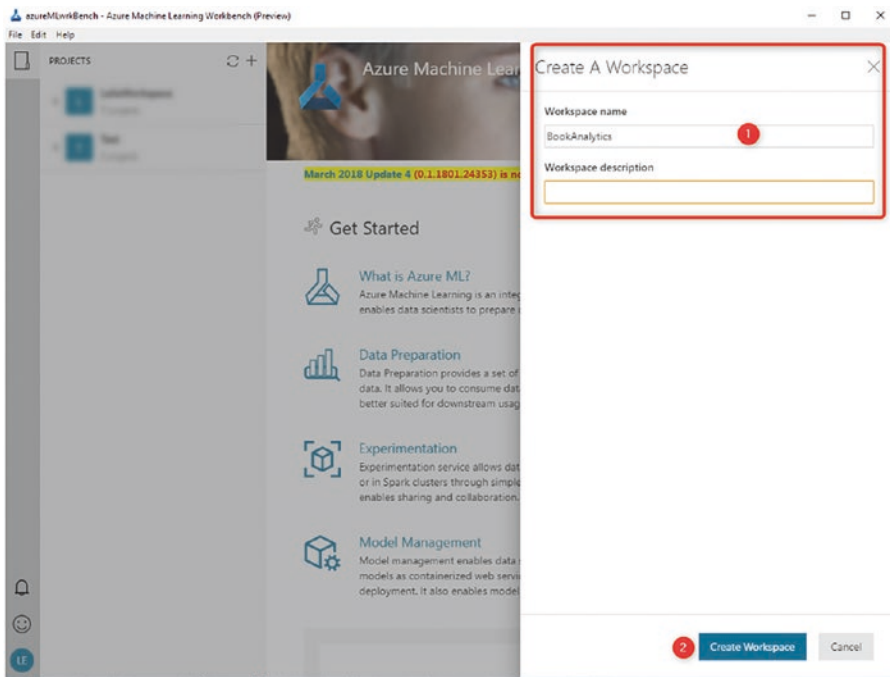 azureMLwrkBench - Azure Machine Learning Workbench (Preview)
File Edit Help
PROJECTS
Azure Machine Lear
March 2018 Update 4 (0.1.1801.24353) is no
Get Started
What is Azure ML?
Azure Machine Learning is an integ
enables data scientists to prepare
Data Preparation
Data Preparation provides a set of
data. It allows you to consume dat
better suited for downstream usag
Experimentation
Experimentation service allows dat
or in Spark clusters through simple
enables sharing and collaboration.
Model Management
Model management enables data
models as containerized web servi
deployment. It also enables model
LE
Create A Workspace
Workspace name
BookAnalytics
1
Workspace description
2
Create Workspace
Cancel